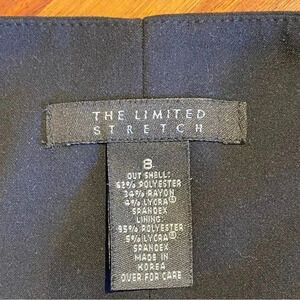 THE LIMITED
STRETCH
8
OUT SHELL:
62% POLYESTER
34% RAYON
4% LYCRA®
SPANDEX
LINING:
95% POLYESTER
5% LYCRA®
SPANDEX
MADE IN
KOREA
OVER FOR CARE